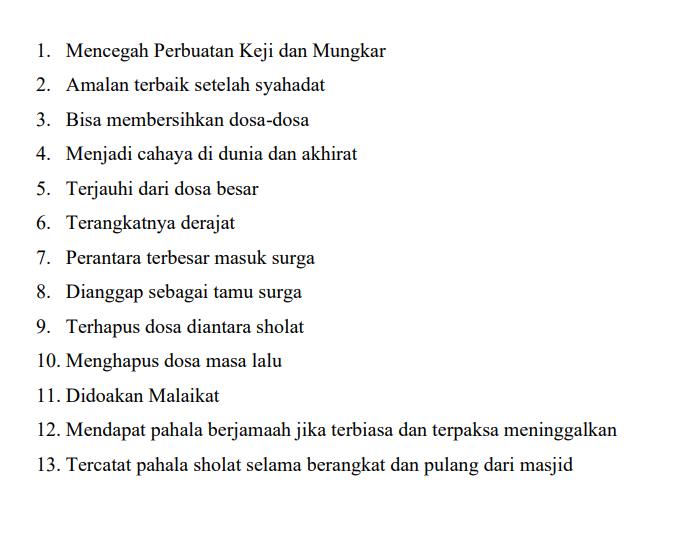 1. Mencegah Perbuatan Keji dan Mungkar
2. Amalan terbaik setelah syahadat
3. Bisa membersihkan dosa-dosa
4. Menjadi cahaya di dunia dan akhirat
5. Terjauhi dari dosa besar
6. Terangkatnya derajat
7. Perantara terbesar masuk surga
8. Dianggap sebagai tamu surga
9. Terhapus dosa diantara sholat
10. Menghapus dosa masa lalu
11. Didoakan Malaikat
12. Mendapat pahala berjamaah jika terbiasa dan terpaksa meninggalkan
13. Tercatat pahala sholat selama berangkat dan pulang dari masjid